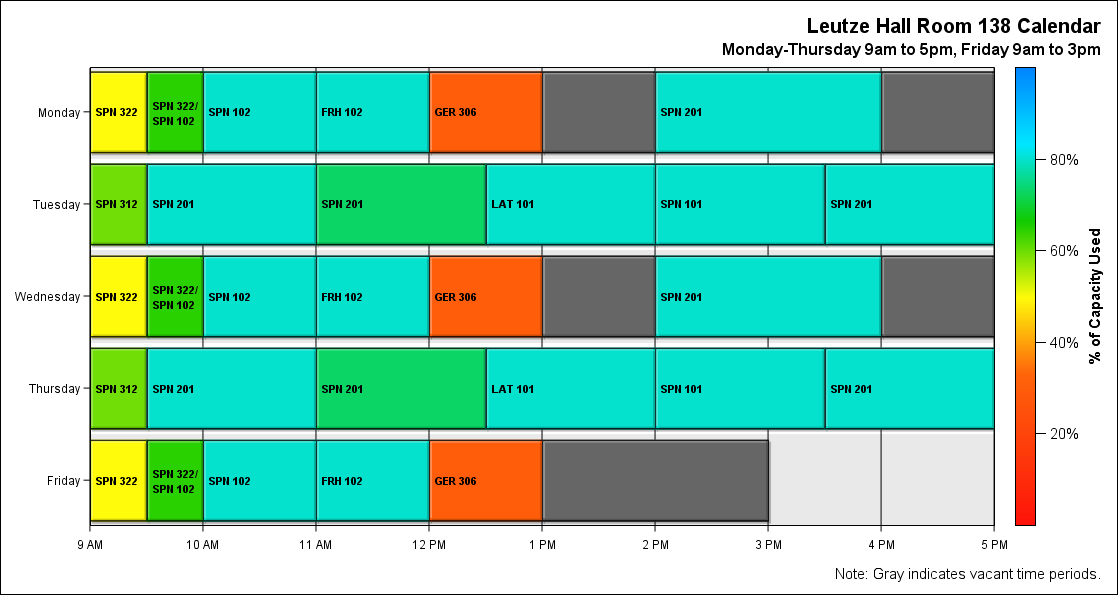 Leutze Hall Room 138 Calendar
Monday-Thursday 9am to 5pm, Friday 9am to 3pm
Monday
SPN 322
SPN 322/
SPN 102
SPN 102
FRH 102
GER 306
SPN 201
Tuesday
SPN 312
SPN 201
SPN 201
LAT 101
SPN 101
SPN 201
Wednesday
SPN 322
SPN 322/
SPN 102
SPN 102
FRH 102
GER 306
SPN 201
Thursday
SPN 312
SPN 201
SPN 201
LAT 101
SPN 101
SPN 201
Friday
SPN 322
SPN 322/
SPN 102
SPN 102
FRH 102
GER 306
9 AM
10 AM
11 AM
12 PM
1 PM
2 PM
3 PM
4 PM
5 PM
80%
60%
40%
20%
% of Capacity Used
Note: Gray indicates vacant time periods.